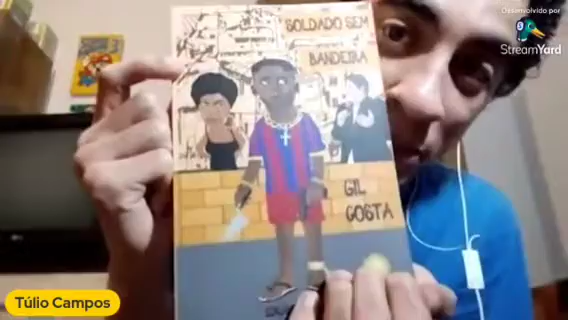 Desenvolvido por
StreamYard
SOLDADO SEM
BANDEIRA
GIL
COSTA
Túlio Campos